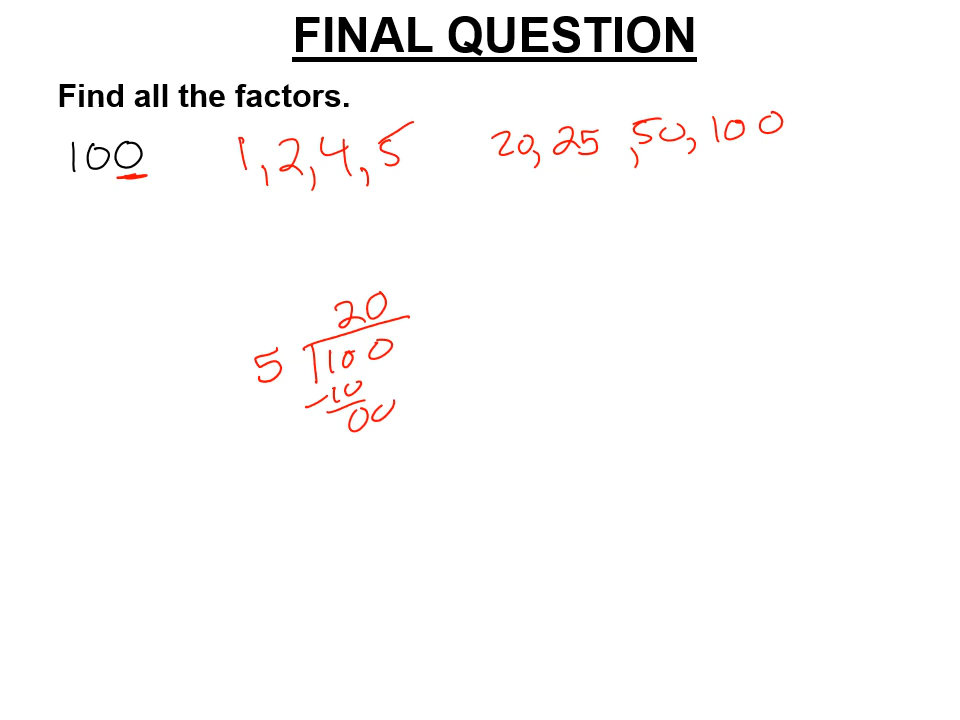 FINAL QUESTION
Find all the factors.
100 1, 2, 4, 5 20, 25, 50, 100
20
5 100
-10
00